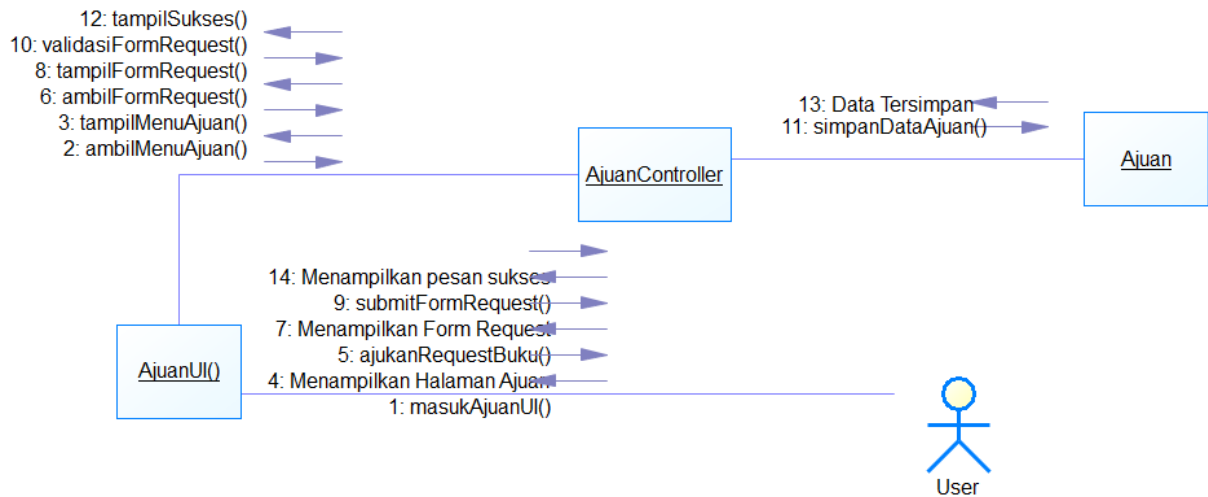 12: tampilSukses()
10: validasiFormRequest()
8: tampilFormRequest()
6: ambilFormRequest()
3: tampilMenuAjuan()
2: ambilMenuAjuan()
13: Data Tersimpan
11: simpanDataAjuan()
AjuanController
Ajuan
14: Menampilkan pesan sukses
9: submitFormRequest()
7: Menampilkan Form Request
5: ajukanRequestBuku()
4: Menampilkan Halaman Ajuan
1: masukAjuanUI()
AjuanUI()
User